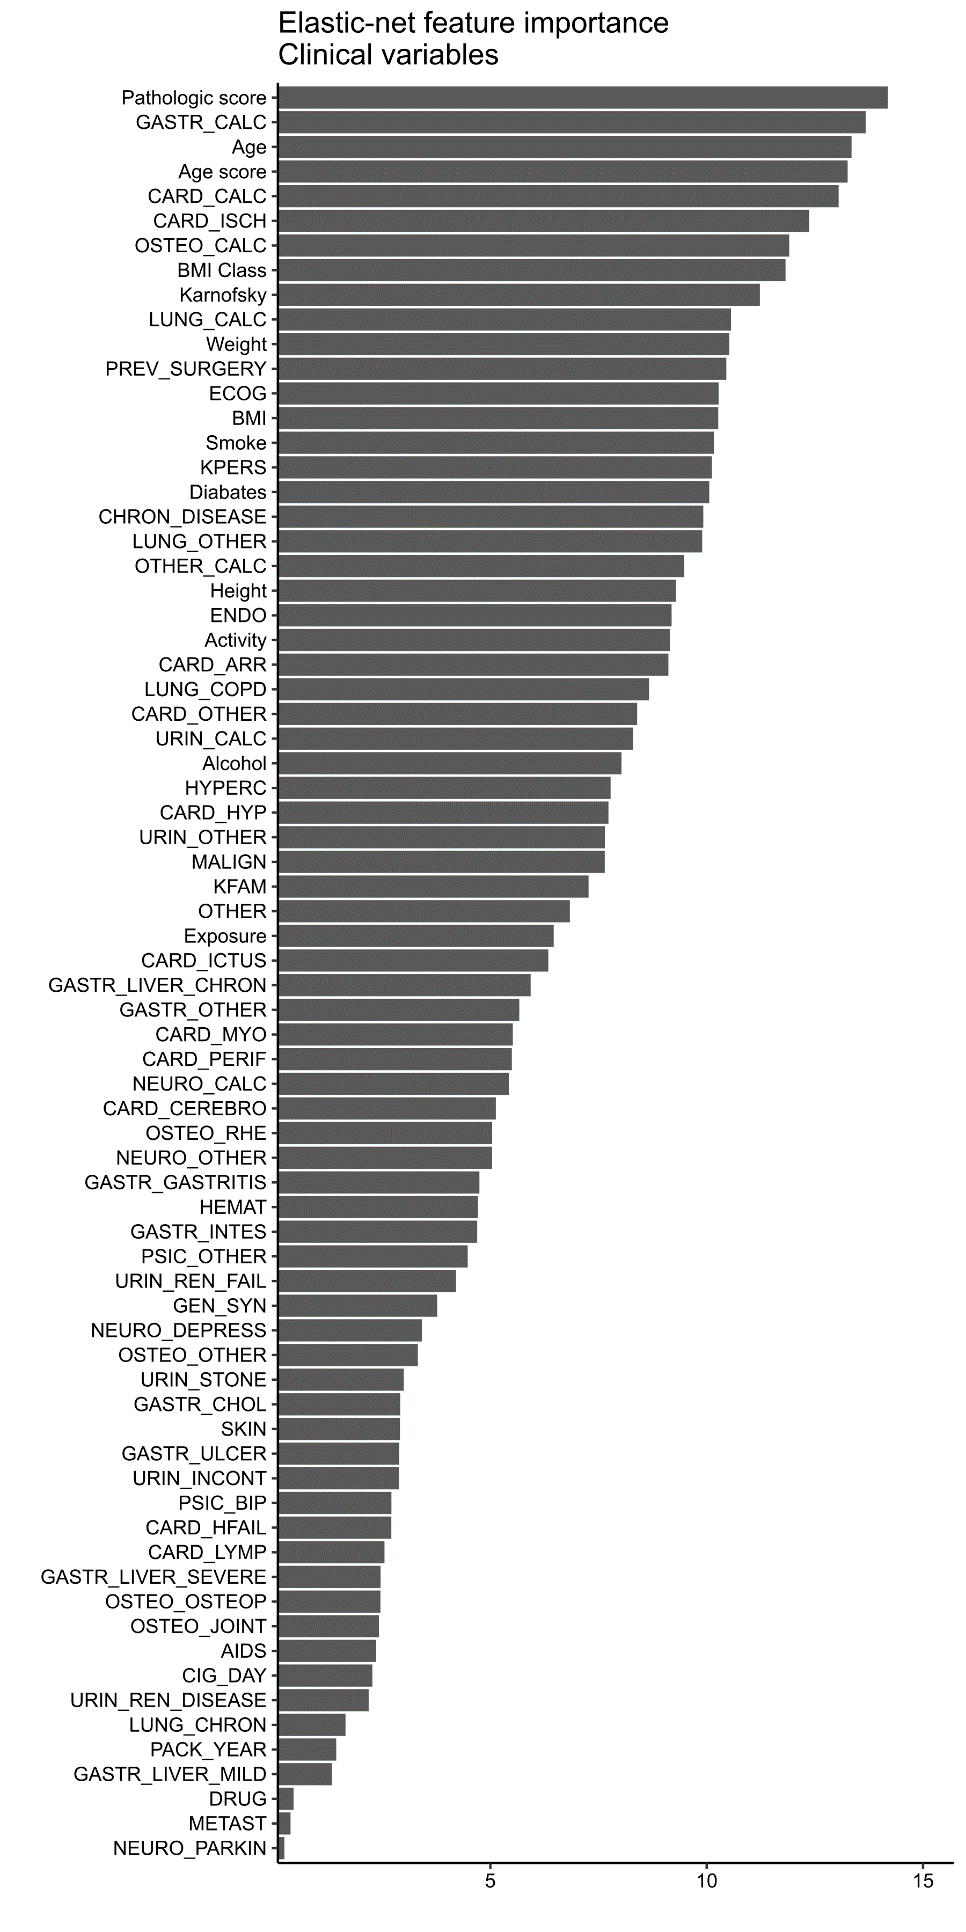 Elastic-net feature importance
Clinical variables
Pathologic score
GASTR_CALC
Age
Age score
CARD_CALC
CARD_ISCH
OSTEO_CALC
BMI Class
Karnofsky
LUNG_CALC
Weight
PREV_SURGERY
ECOG
BMI
Smoke
KPERS
Diabates
CHRON_DISEASE
LUNG_OTHER
OTHER_CALC
Height
ENDO
Activity
CARD_ARR
LUNG_COPD
CARD_OTHER
URIN_CALC
Alcohol
HYPERC
CARD_HYP
URIN_OTHER
MALIGN
KFAM
OTHER
Exposure
CARD_ICTUS
GASTR_LIVER_CHRON
GASTR_OTHER
CARD_MYO
CARD_PERIF
NEURO_CALC
CARD_CEREBRO
OSTEO_RHE
NEURO_OTHER
GASTR_GASTRITIS
HEMAT
GASTR_INTES
PSIC_OTHER
URIN_REN_FAIL
GEN_SYN
NEURO_DEPRESS
OSTEO_OTHER
URIN_STONE
GASTR_CHOL
SKIN
GASTR_ULCER
URIN_INCONT
PSIC_BIP
CARD_HFAIL
CARD_LYMP
GASTR_LIVER_SEVERE
OSTEO_OSTEOP
OSTEO_JOINT
AIDS
CIG_DAY
URIN_REN_DISEASE
LUNG_CHRON
PACK_YEAR
GASTR_LIVER_MILD
DRUG
METAST
NEURO_PARKIN
5 10 15